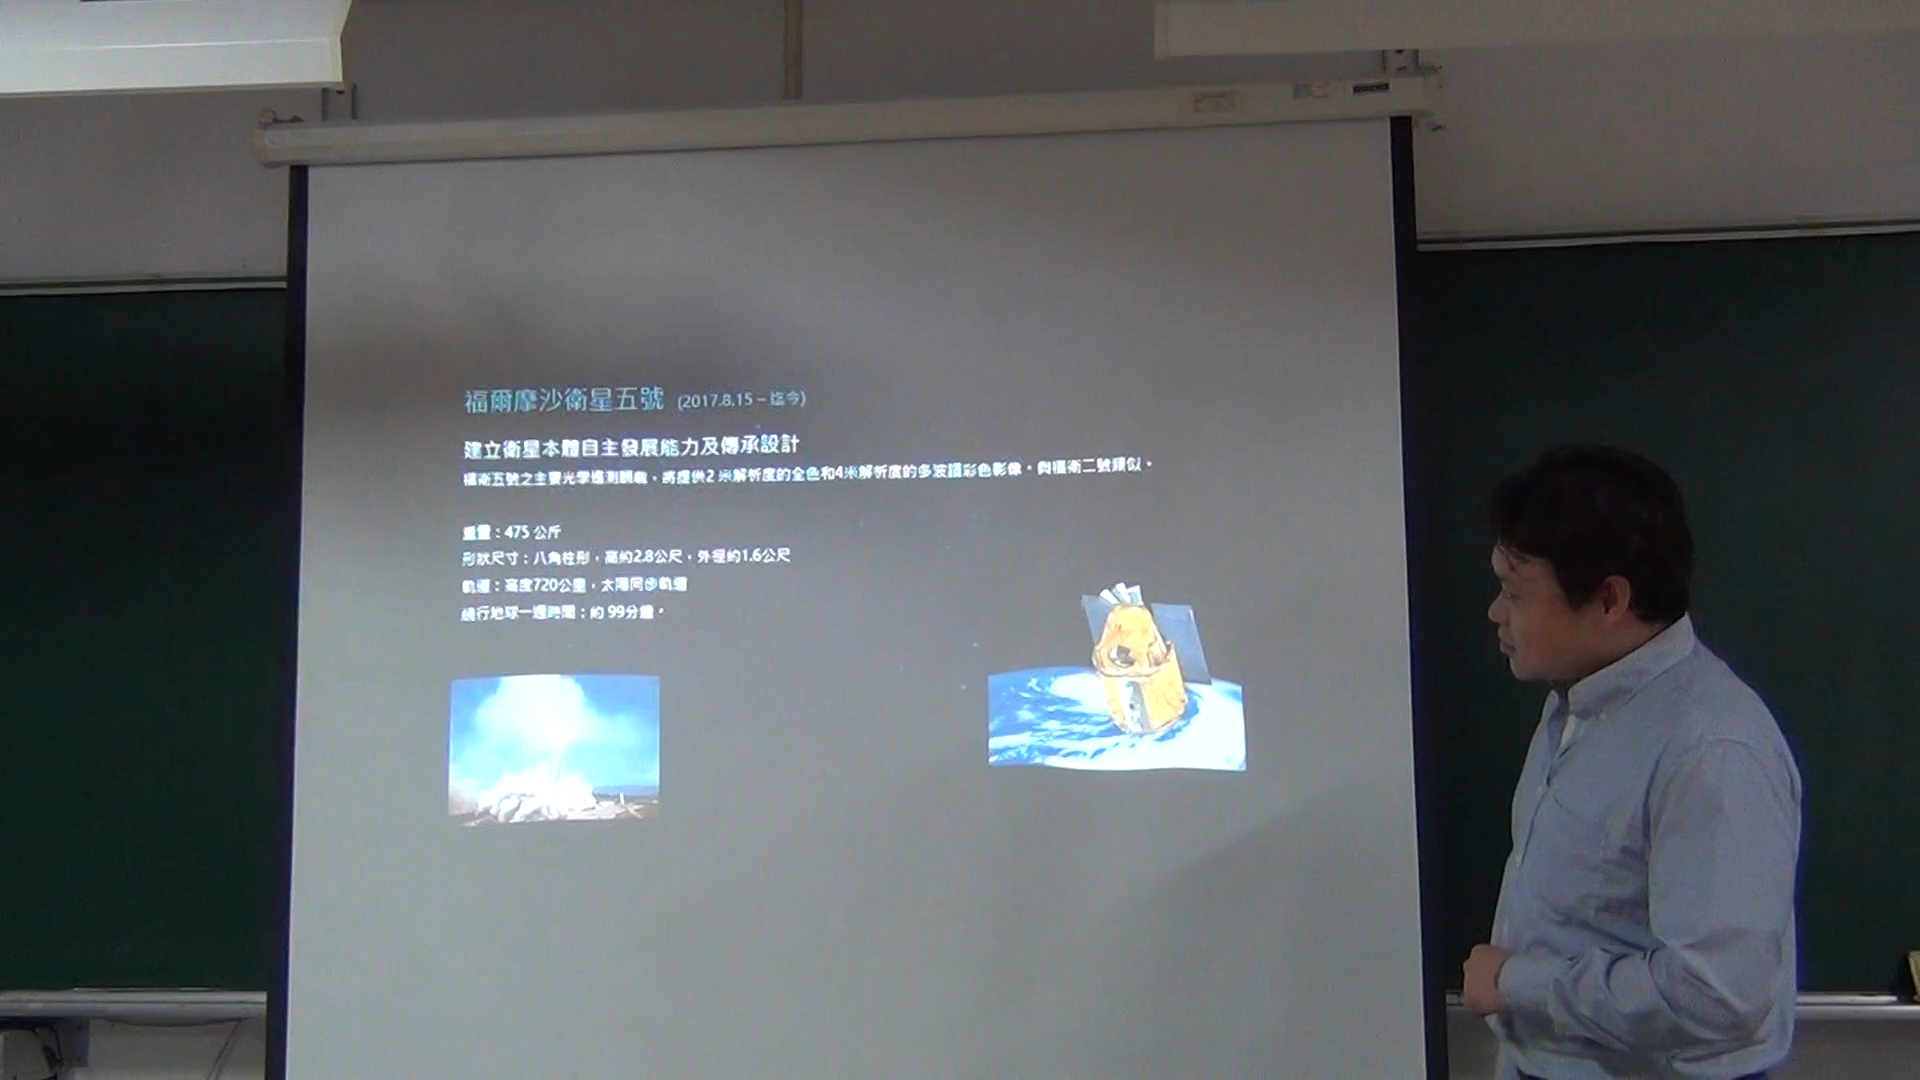 福爾摩沙衛星五號 (2017.8.15 – 迄今)
建立衛星本體自主發展能力及傳承設計
福衛五號之主要光學遙測酬載，將提供2 米解析度的全色和4米解析度的多波譜彩色影像。與福衛二號類似。
重量：475 公斤
形狀尺寸：八角柱形，高約2.8公尺，外徑約1.6公尺
軌道：高度720公里，太陽同步軌道
繞行地球一週時間：約 99分鐘。